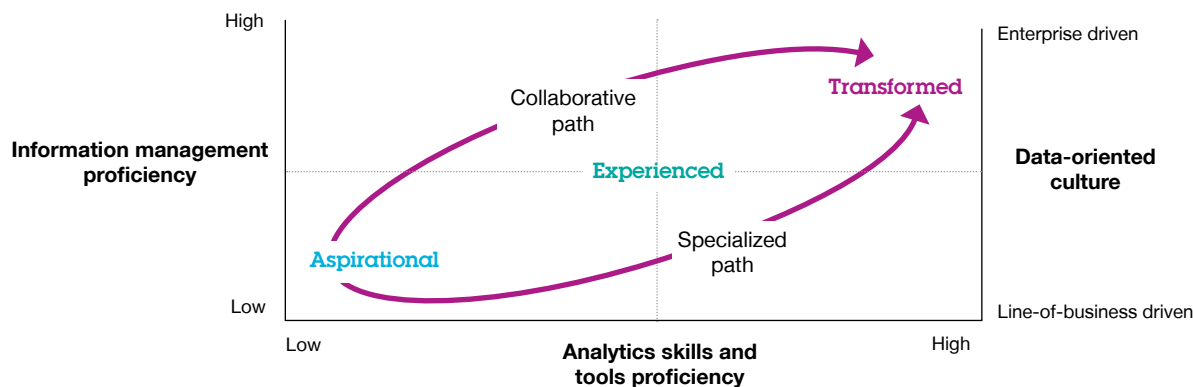 High
Enterprise driven
Transformed
Collaborative
path
Information management
proficiency
Experienced
Data-oriented
culture
Specialized
path
Aspirational
Low
Line-of-business driven
Low
Analytics skills and
tools proficiency
High